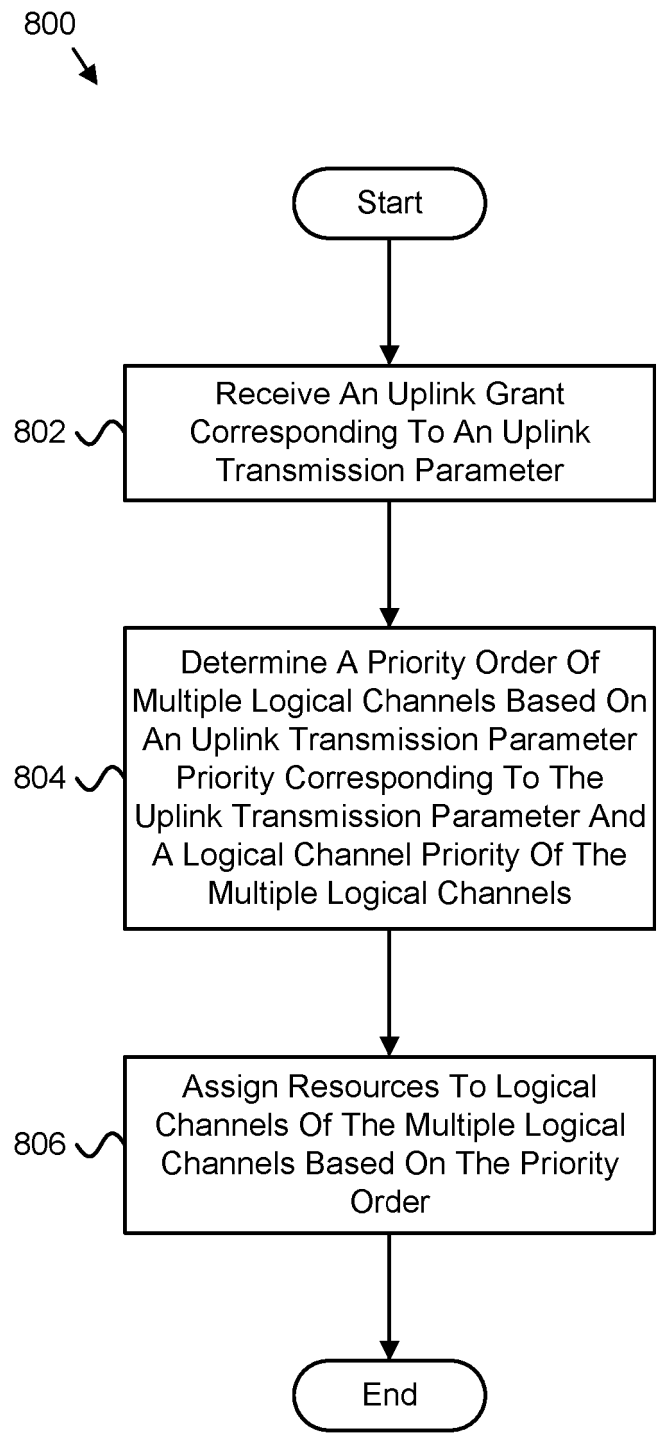 800
Start
802
Receive An Uplink Grant
Corresponding To An Uplink
Transmission Parameter
804
Determine A Priority Order Of
Multiple Logical Channels Based On
An Uplink Transmission Parameter
Priority Corresponding To The
Uplink Transmission Parameter And
A Logical Channel Priority Of The
Multiple Logical Channels
806
Assign Resources To Logical
Channels Of The Multiple Logical
Channels Based On The Priority
Order
End